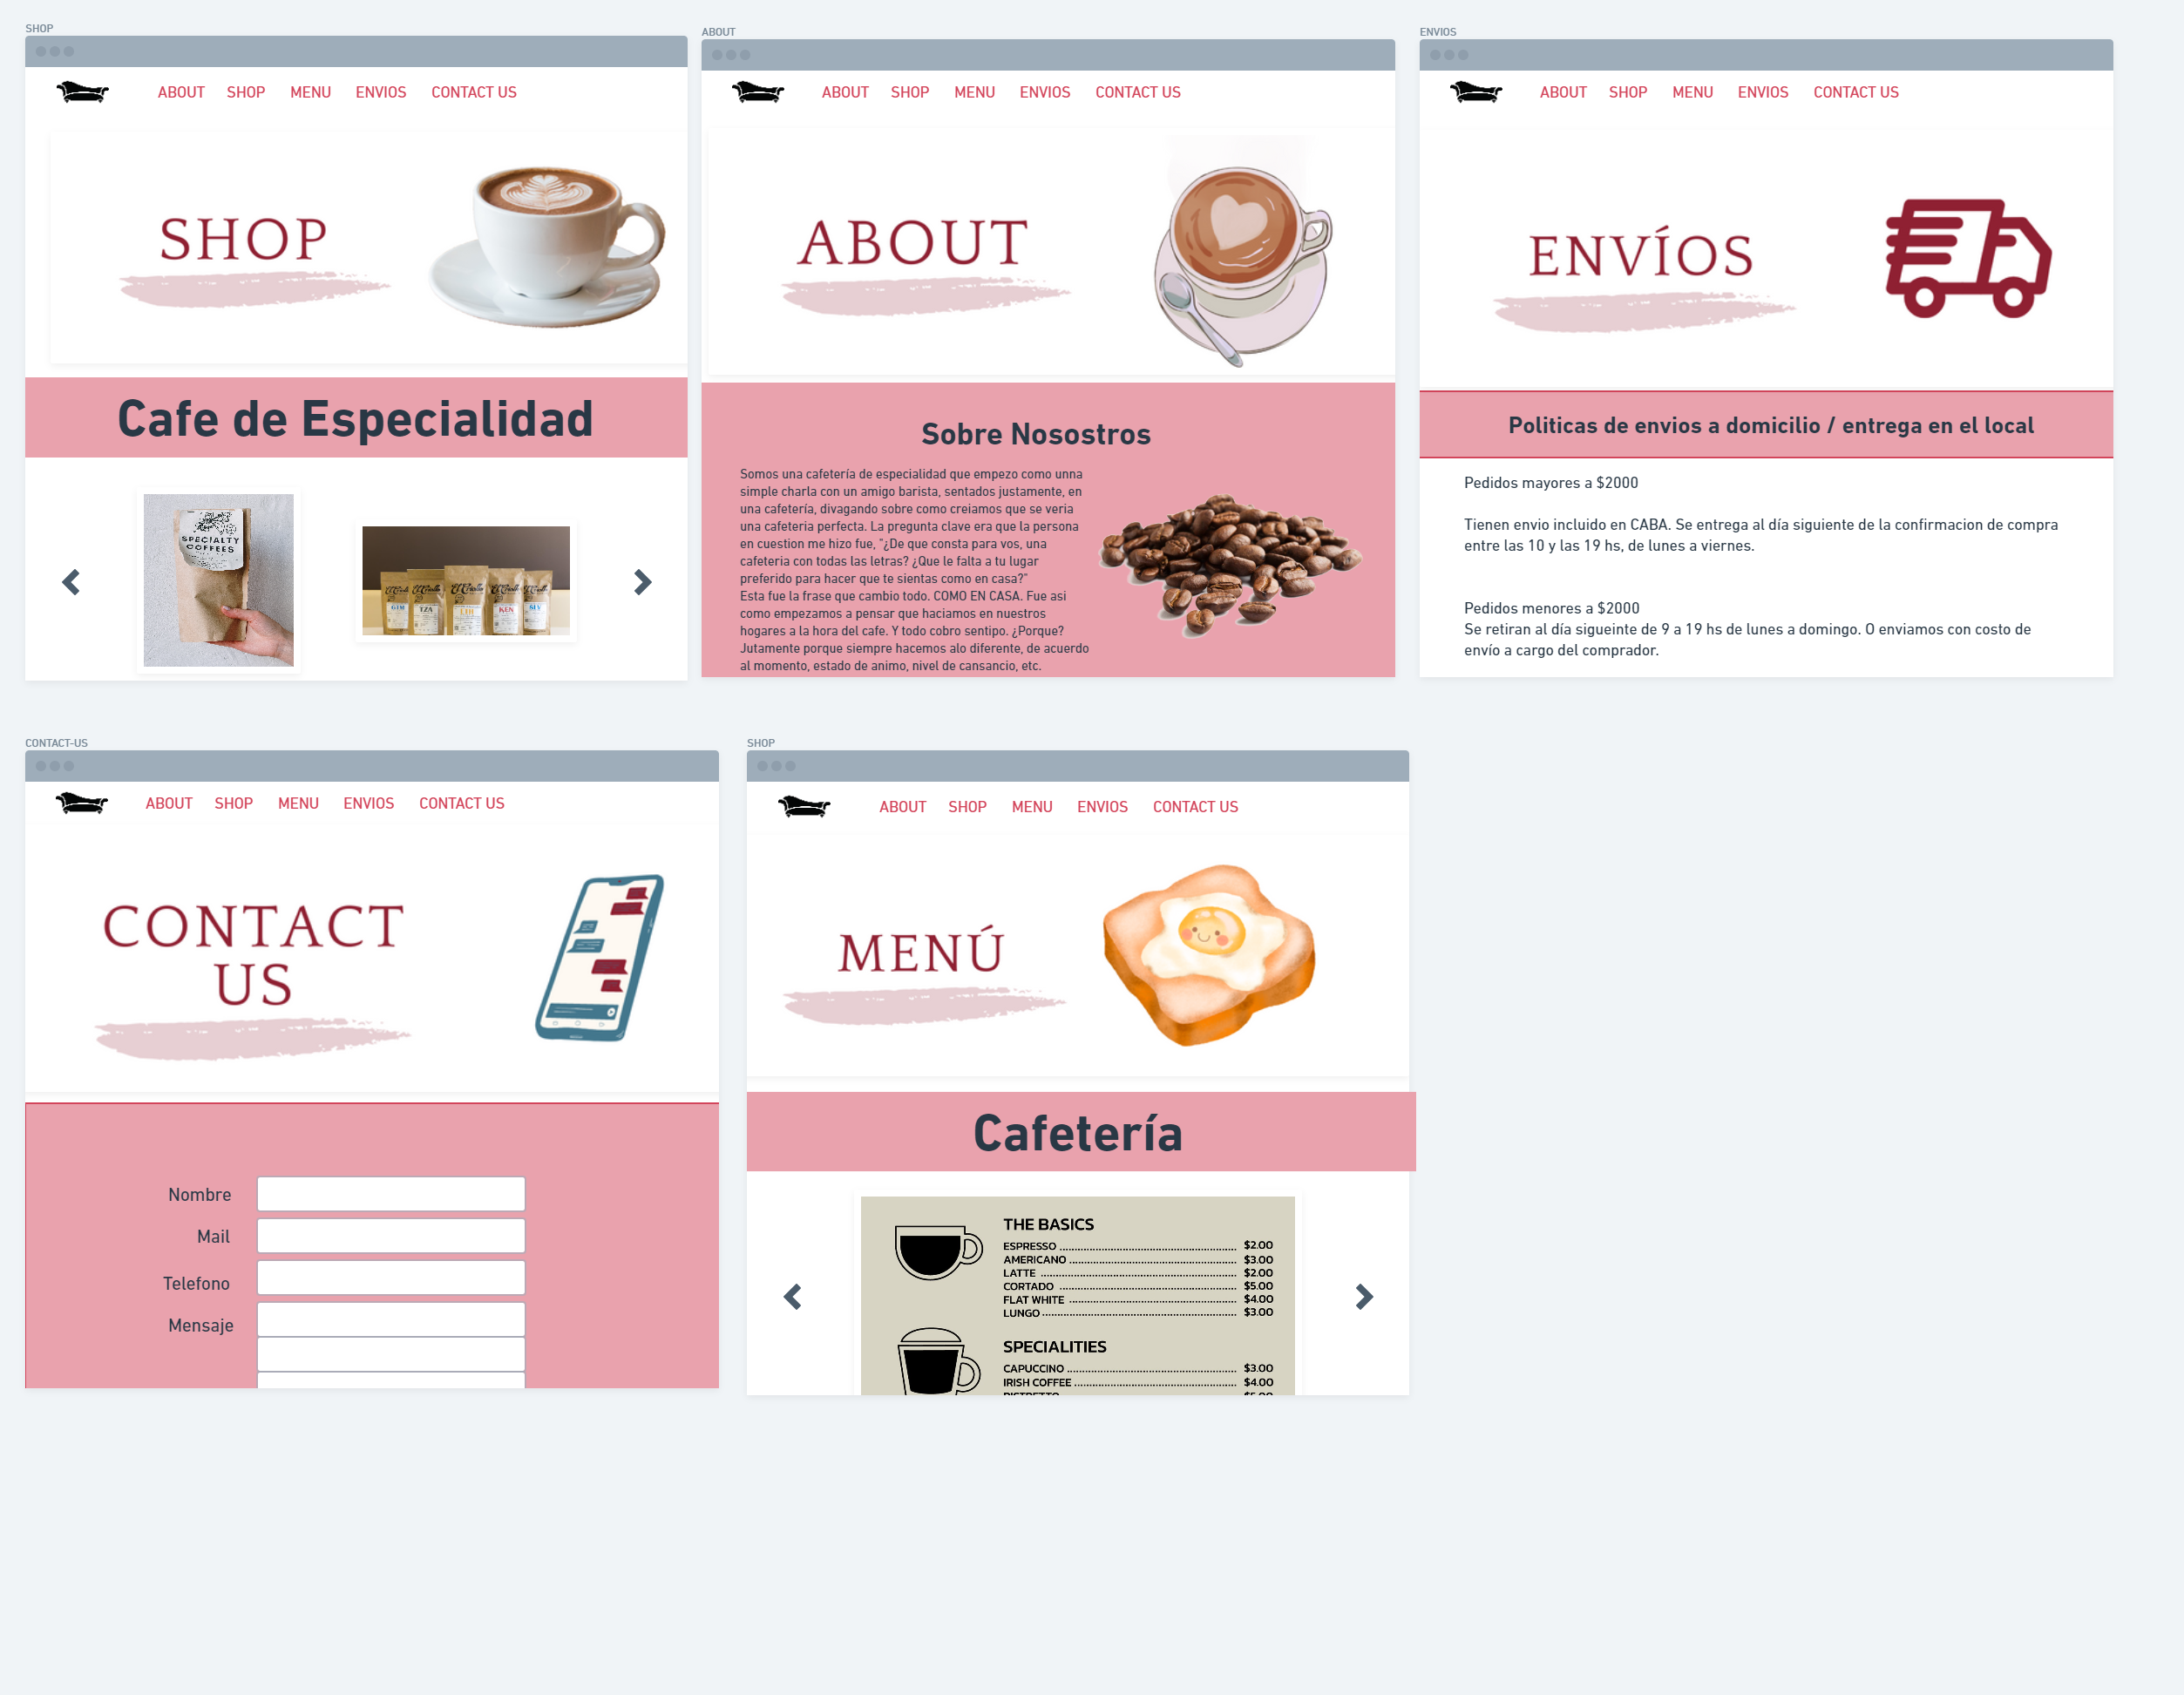 SHOP
ABOUT SHOP MENU ENVIOS CONTACT US
SHOP
Cafe de Especialidad
SPECIALTY
COFFEES
TZA
KEN
ABOUT
ABOUT SHOP MENU ENVIOS CONTACT US
ABOUT
Sobre Nosostros
Somos una cafetería de especialidad que empezo como unna
simple charla con un amigo barista, sentados justamente, en
una cafetería, divagando sobre como creiamos que se veria
una cafeteria perfecta. La pregunta clave era que la persona
en cuestion me hizo fue, "¿De que consta para vos, una
cafeteria con todas las letras? ¿Que le falta a tu lugar
preferido para hacer que te sientas como en casa?"
Esta fue la frase que cambio todo. COMO EN CASA. Fue asi
como empezamos a pensar que haciamos en nuestros
hogares a la hora del cafe. Y todo cobro sentipo. ¿Porque?
Jutamente porque siempre hacemos alo diferente, de acuerdo
al momento, estado de animo, nivel de cansancio, etc.
ENVIOS
ABOUT SHOP MENU ENVIOS CONTACT US
ENVÍOS
Politicas de envios a domicilio / entrega en el local
Pedidos mayores a $2000
Tienen envio incluido en CABA. Se entrega al día siguiente de la confirmacion de compra
entre las 10 y las 19 hs, de lunes a viernes.
Pedidos menores a $2000
Se retiran al día sigueinte de 9 a 19 hs de lunes a domingo. O enviamos con costo de
envío a cargo del comprador.
CONTACT-US
ABOUT SHOP MENU ENVIOS CONTACT US
CONTACT
US
Nombre
Mail
Telefono
Mensaje
SHOP
ABOUT SHOP MENU ENVIOS CONTACT US
MENÚ
Cafetería
THE BASICS
ESPRESSO $2.00
AMERICANO $3.00
LATTE $2.00
CORTADO $5.00
FLAT WHITE $4.00
LUNGO $3.00
SPECIALITIES
CAPUCCINO $3.00
IRISH COFFEE $4.00